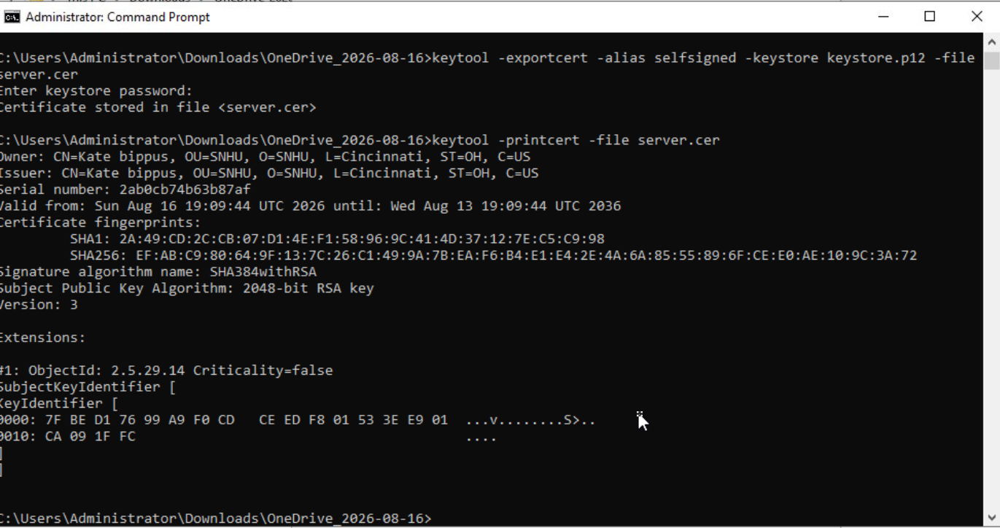 Administrator: Command Prompt
C:\Users\Administrator\Downloads\OneDrive_2026-08-16>keytool -exportcert -alias selfsigned -keystore keystore.p12 -file
server.cer
Enter keystore password:
Certificate stored in file <server.cer>
C:\Users\Administrator\Downloads\OneDrive_2026-08-16>keytool -printcert -file server.cer
Owner: CN=Kate bippus, OU=SNHU, O=SNHU, L=Cincinnati, ST=OH, C=US
Issuer: CN=Kate bippus, OU=SNHU, O=SNHU, L=Cincinnati, ST=OH, C=US
Serial number: 2ab0cb74b63b87af
Valid from: Sun Aug 16 19:09:44 UTC 2026 until: Wed Aug 13 19:09:44 UTC 2036
Certificate fingerprints:
SHA1: 2A:49:CD:2C:CB:07:D1:4E:F1:58:96:9C:41:4D:37:12:7E:C5:C9:98
SHA256: EF:AB:C9:80:64:9F:13:7C:26:C1:49:9A:7B:EA:F6:B4:E1:E4:2E:4A:6A:85:55:89:6F:CE:E0:AE:10:9C:3A:72
Signature algorithm name: SHA384withRSA
Subject Public Key Algorithm: 2048-bit RSA key
Version: 3
Extensions:
#1: ObjectId: 2.5.29.14 Criticality=false
SubjectKeyIdentifier [
KeyIdentifier [
0000: 7F BE D1 76 99 A9 F0 CD   CE ED F8 01 53 3E E9 01  ...v........S>..
0010: CA 09 1F FC                                        ....
]
]
C:\Users\Administrator\Downloads\OneDrive_2026-08-16>